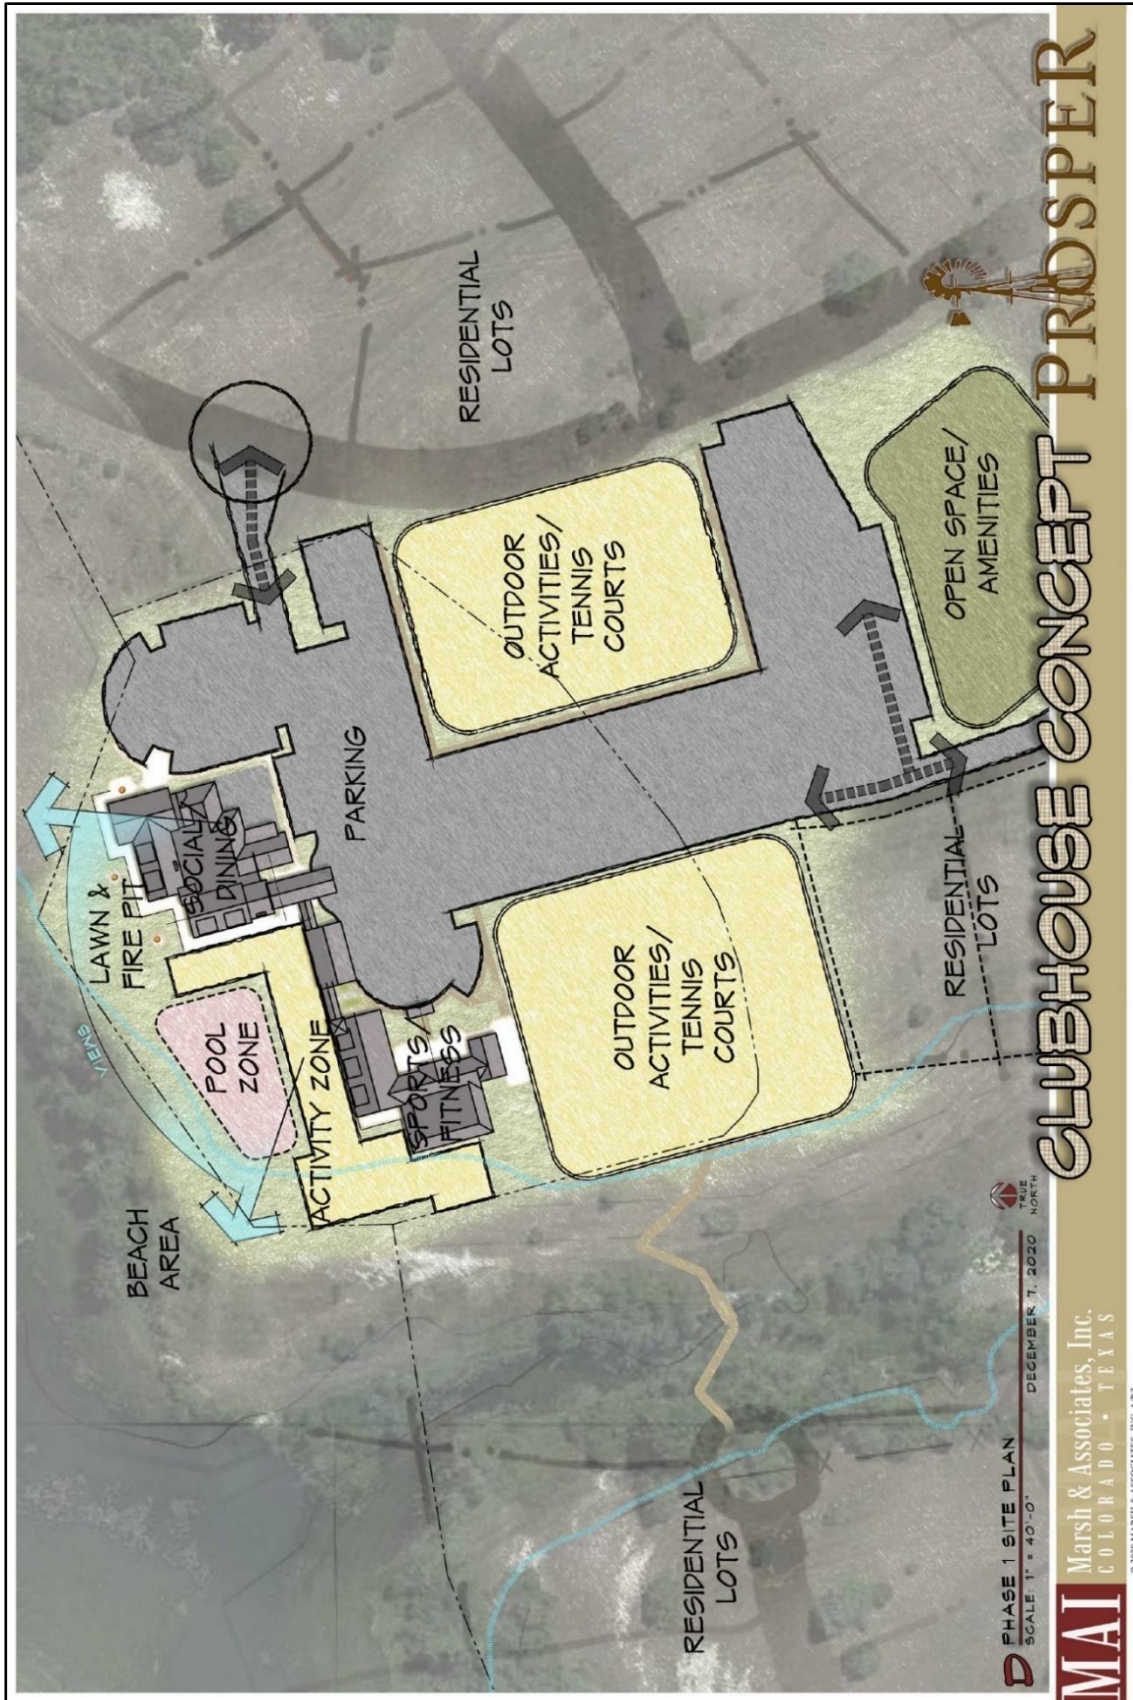 BEACH
AREA
VIEWS
LAWN &
FIRE PIT
POOL
ZONE
ACTIVITY ZONE
SOCIAL/
DINING
SPORTS/
FITNESS
PARKING
RESIDENTIAL
LOTS
OUTDOOR
ACTIVITIES/
TENNIS
COURTS
OUTDOOR
ACTIVITIES/
TENNIS
COURTS
RESIDENTIAL
LOTS
RESIDENTIAL
LOTS
OPEN SPACE/
AMENITIES
D PHASE 1 SITE PLAN
SCALE: 1" = 40'-0"
DECEMBER 7, 2020
TRUE
NORTH
CLUBHOUSE CONCEPT
PROSPER
MAI
Marsh & Associates, Inc.
COLORADO • TEXAS